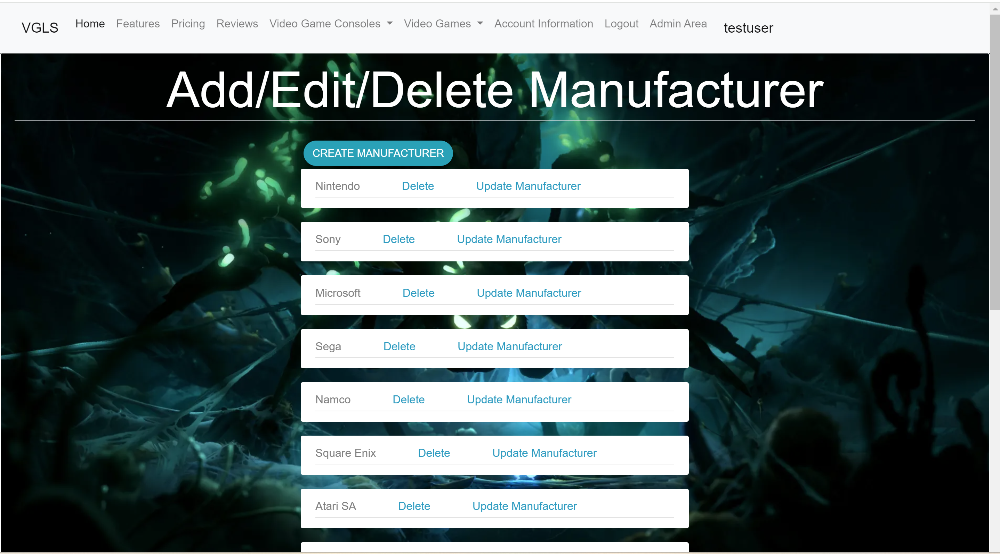 VGLS Home Features Pricing Reviews Video Game Consoles Video Games Account Information Logout Admin Area testuser
Add/Edit/Delete Manufacturer
CREATE MANUFACTURER
Nintendo Delete Update Manufacturer
Sony Delete Update Manufacturer
Microsoft Delete Update Manufacturer
Sega Delete Update Manufacturer
Namco Delete Update Manufacturer
Square Enix Delete Update Manufacturer
Atari SA Delete Update Manufacturer